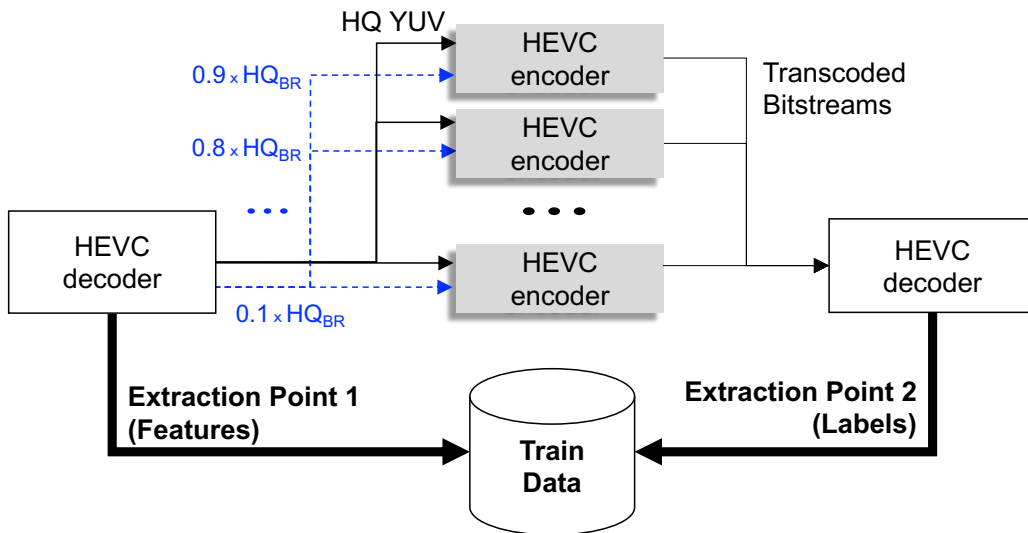 HQ YUV
HEVC
encoder
0.9 × HQBR
Transcoded
Bitstreams
HEVC
encoder
0.8 × HQBR
...
...
HEVC
decoder
HEVC
encoder
HEVC
decoder
0.1 × HQBR
Extraction Point 1
(Features)
Extraction Point 2
(Labels)
Train
Data